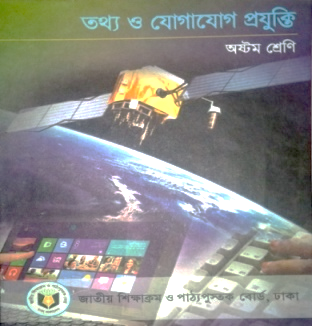 তথ্য ও যোগাযোগ প্রযুক্তি
অষ্টম শ্রেণি
জাতীয় শিক্ষাক্রম ও পাঠ্যপুস্তক বোর্ড, ঢাকা